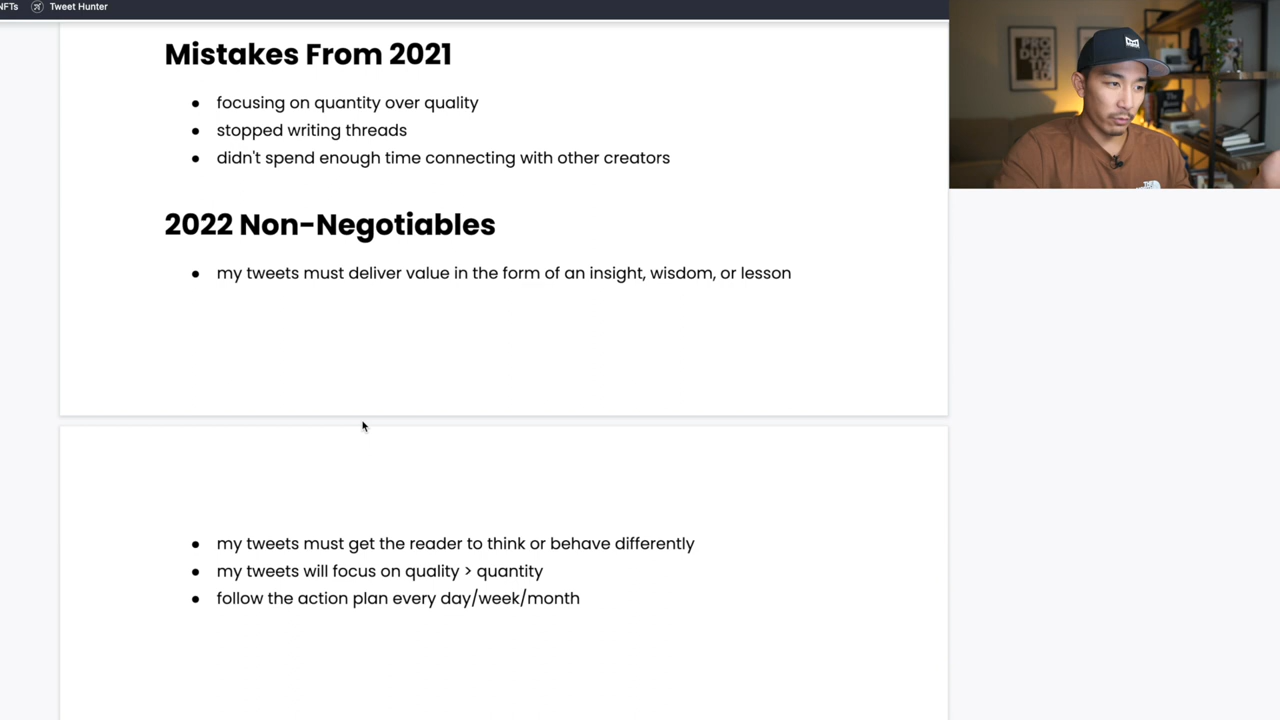 NFTs
Tweet Hunter
Mistakes From 2021
● focusing on quantity over quality
● stopped writing threads
● didn't spend enough time connecting with other creators
2022 Non-Negotiables
● my tweets must deliver value in the form of an insight, wisdom, or lesson
● my tweets must get the reader to think or behave differently
● my tweets will focus on quality > quantity
● follow the action plan every day/week/month
PRO
DUC
TIV